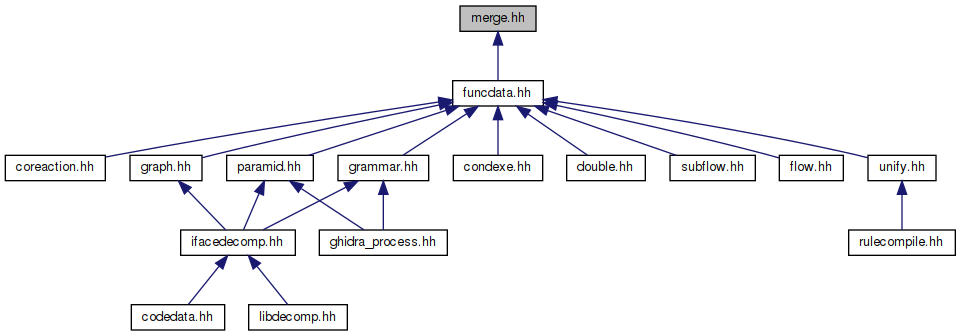 merge.hh
funcdata.hh
coreaction.hh
graph.hh
paramid.hh
grammar.hh
condexe.hh
double.hh
subflow.hh
flow.hh
unify.hh
ifacedecomp.hh
ghidra_process.hh
rulecompile.hh
codedata.hh
libdecomp.hh